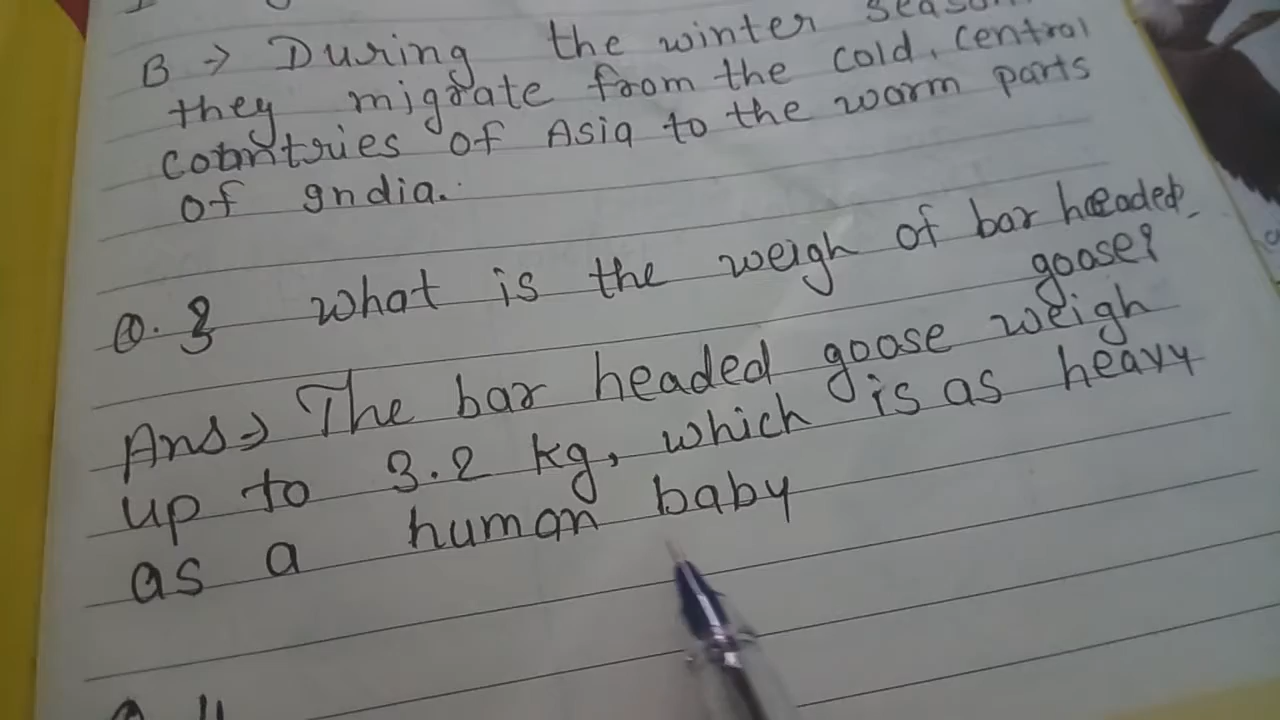 B → During the winter season
they migrate from the cold. central
countries of Asia to the warm parts
of India.
Q.3 What is the weigh of bar headed
goose?
Ans→ The bar headed goose weigh
up to 3.2 kg, which is as heavy
as a human baby